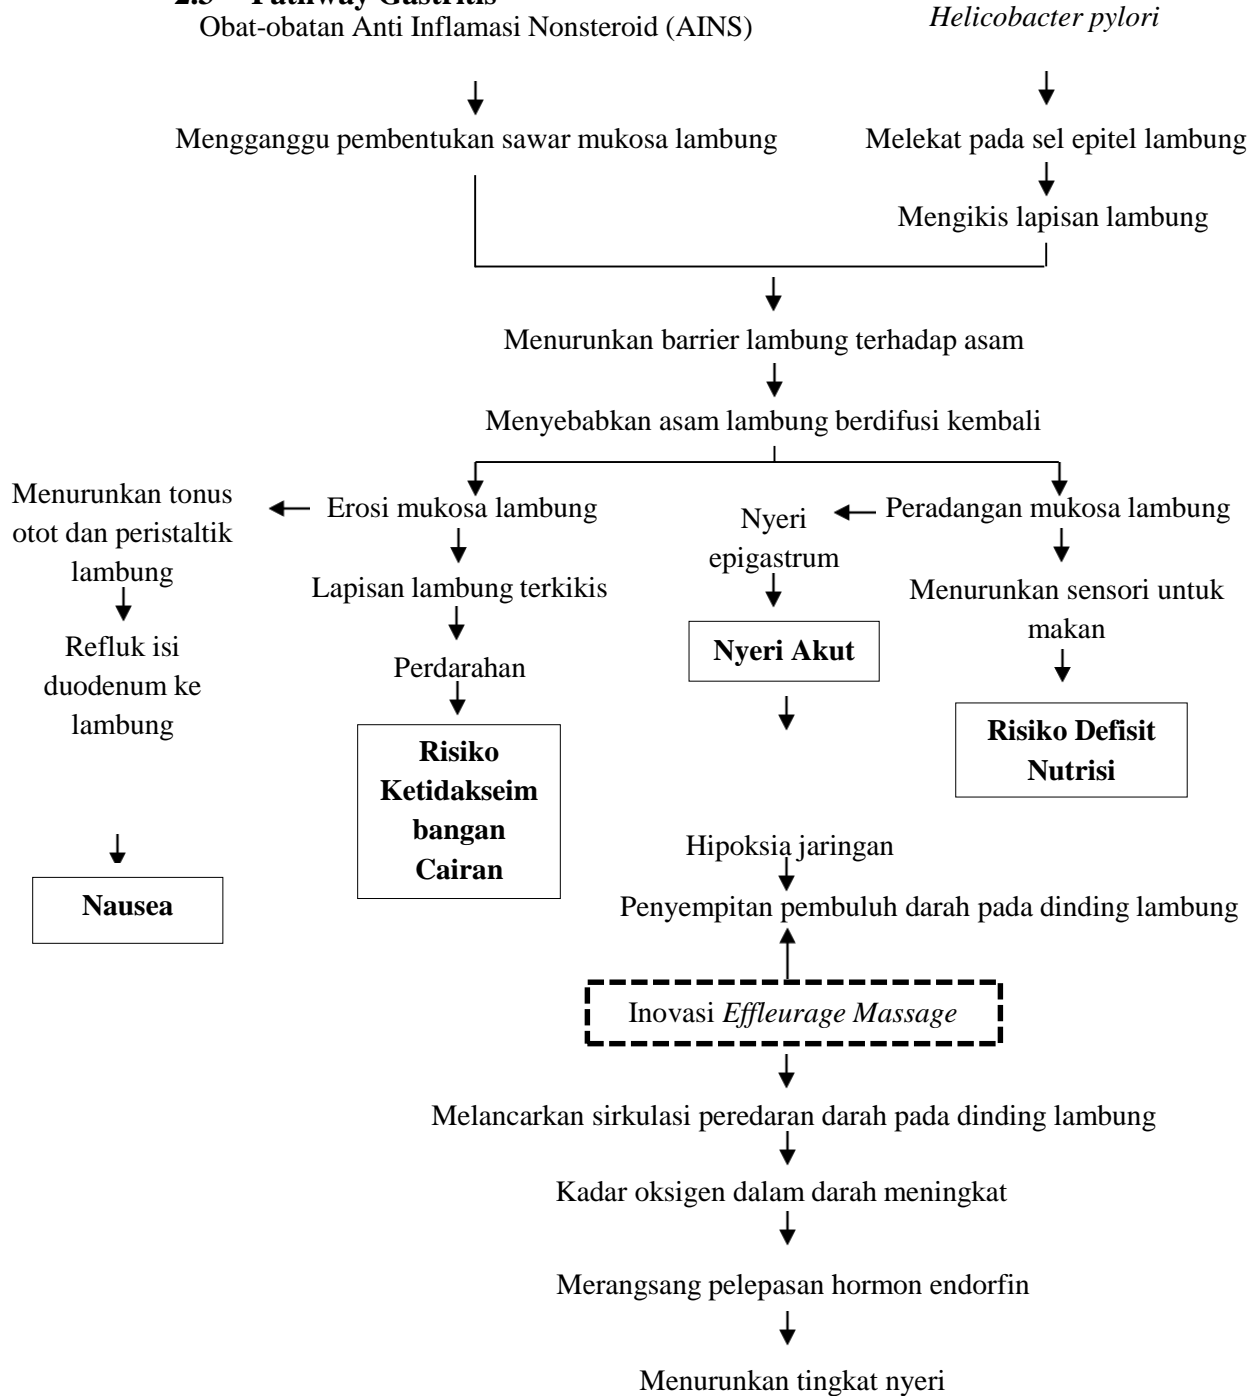 Pathway Gastritis
Obat-obatan Anti Inflamasi Nonsteroid (AINS)
Helicobacter pylori
Mengganggu pembentukan sawar mukosa lambung
Melekat pada sel epitel lambung
Mengikis lapisan lambung
Menurunkan barrier lambung terhadap asam
Menyebabkan asam lambung berdifusi kembali
Menurunkan tonus
otot dan peristaltik
lambung
Erosi mukosa lambung
Nyeri
epigastrum
Peradangan mukosa lambung
Lapisan lambung terkikis
Menurunkan sensori untuk
makan
Refluk isi
duodenum ke
lambung
Perdarahan
Nyeri Akut
Risiko
Ketidakseim
bangan
Cairan
Risiko Defisit
Nutrisi
Hipoksia jaringan
Nausea
Penyempitan pembuluh darah pada dinding lambung
Inovasi Effleurage Massage
Melancarkan sirkulasi peredaran darah pada dinding lambung
Kadar oksigen dalam darah meningkat
Merangsang pelepasan hormon endorfin
Menurunkan tingkat nyeri